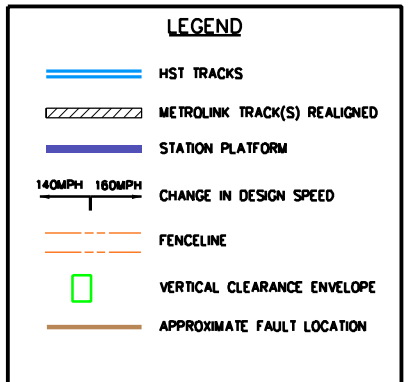 LEGEND
HST TRACKS
METROLINK TRACK(S) REALIGNED
STATION PLATFORM
140MPH 160MPH
CHANGE IN DESIGN SPEED
FENCELINE
VERTICAL CLEARANCE ENVELOPE
APPROXIMATE FAULT LOCATION